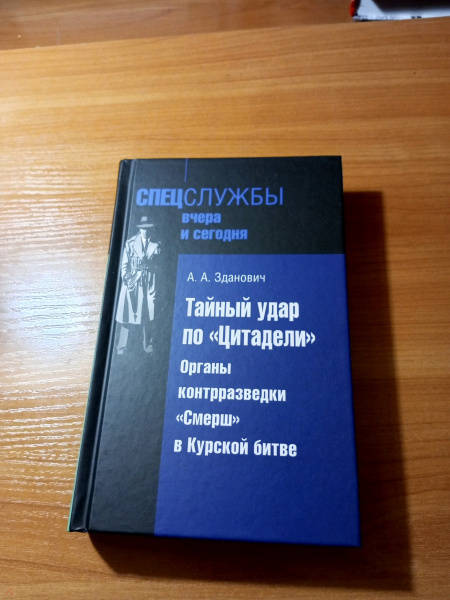 СПЕЦСЛУЖБЫ
вчера
и сегодня
А. А. Зданович
Тайный удар
по «Цитадели»
Органы
контрразведки
«Смерш»
в Курской битве